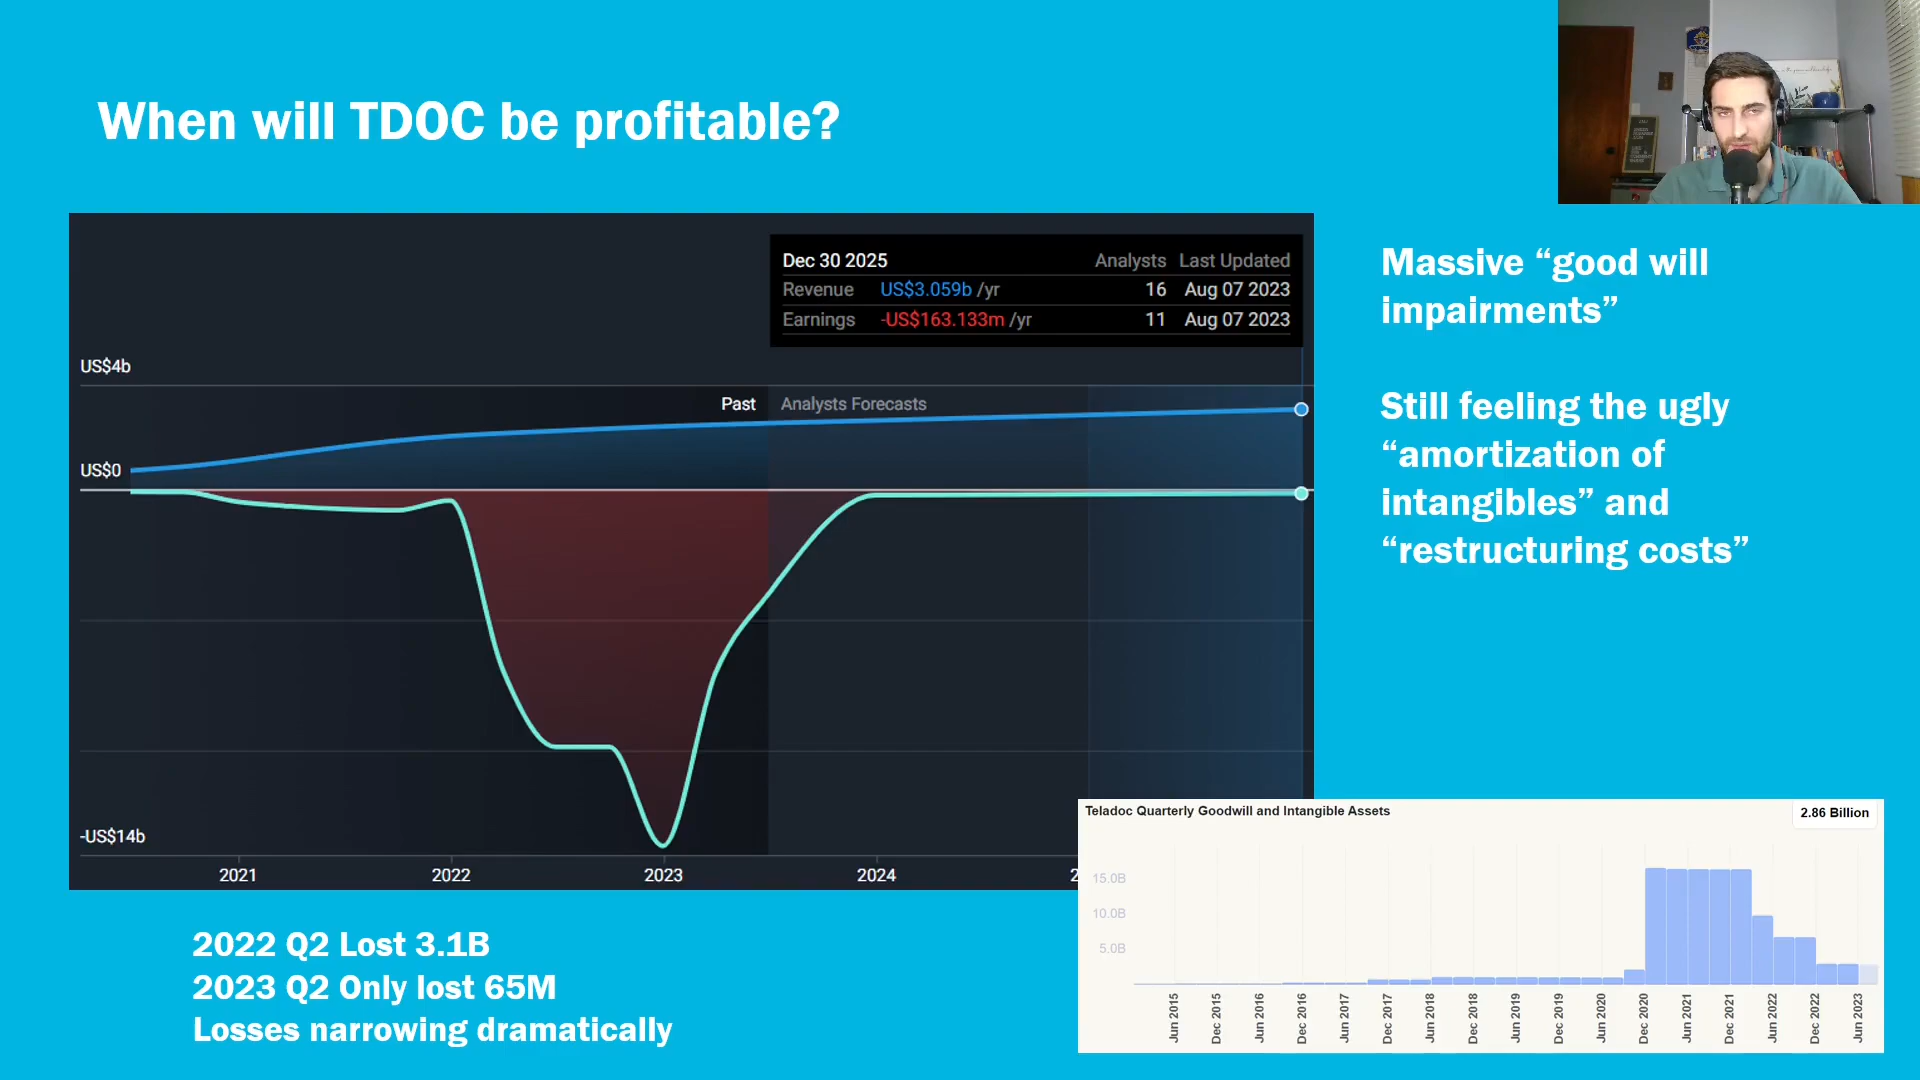 When will TDOC be profitable?
Dec 30 2025 Analysts Last Updated
Revenue US$3.059b /yr 16 Aug 07 2023
Earnings -US$163.133m /yr 11 Aug 07 2023
US$4b
Past Analysts Forecasts
US$0
-US$14b
2021 2022 2023 2024 2
Massive “good will
impairments”
Still feeling the ugly
“amortization of
intangibles” and
“restructuring costs”
2022 Q2 Lost 3.1B
2023 Q2 Only lost 65M
Losses narrowing dramatically
Teladoc Quarterly Goodwill and Intangible Assets
2.86 Billion
15.0B
10.0B
5.0B
Jun 2015
Dec 2015
Jun 2016
Dec 2016
Jun 2017
Dec 2017
Jun 2018
Dec 2018
Jun 2019
Dec 2019
Jun 2020
Dec 2020
Jun 2021
Dec 2021
Jun 2022
Dec 2022
Jun 2023